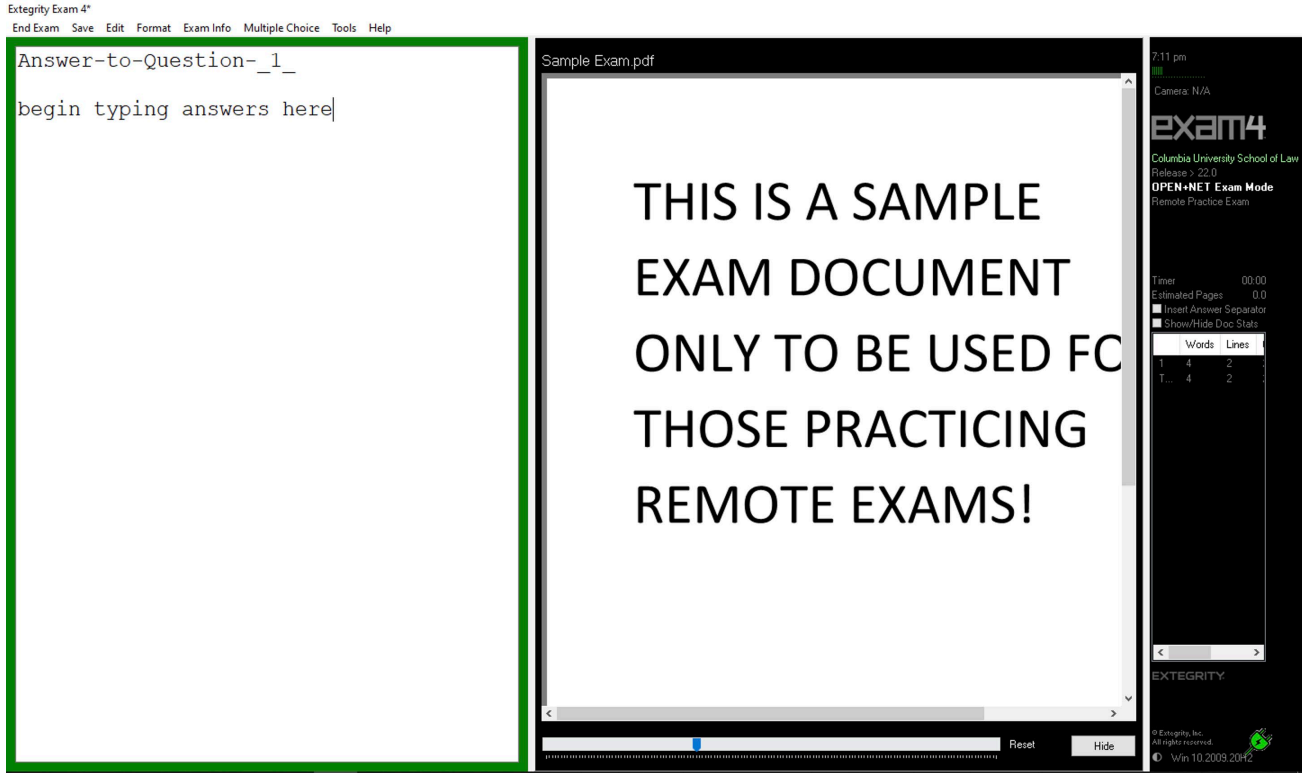 Extegrity Exam 4*
End Exam Save Edit Format Exam Info Multiple Choice Tools Help
Answer-to-Question-_1_
begin typing answers here
Sample Exam.pdf
THIS IS A SAMPLE
EXAM DOCUMENT
ONLY TO BE USED FO
THOSE PRACTICING
REMOTE EXAMS!
Reset Hide
7:11 pm
Camera: N/A
exam4
Columbia University School of Law
Release > 22.0
OPEN+NET Exam Mode
Remote Practice Exam
Timer 00:00
Estimated Pages 0.0
Insert Answer Separator
Show/Hide Doc Stats
Words Lines
1 4 2
T... 4 2
EXTEGRITY
© Extegrity, Inc.
All rights reserved.
Win 10.2009.20H2